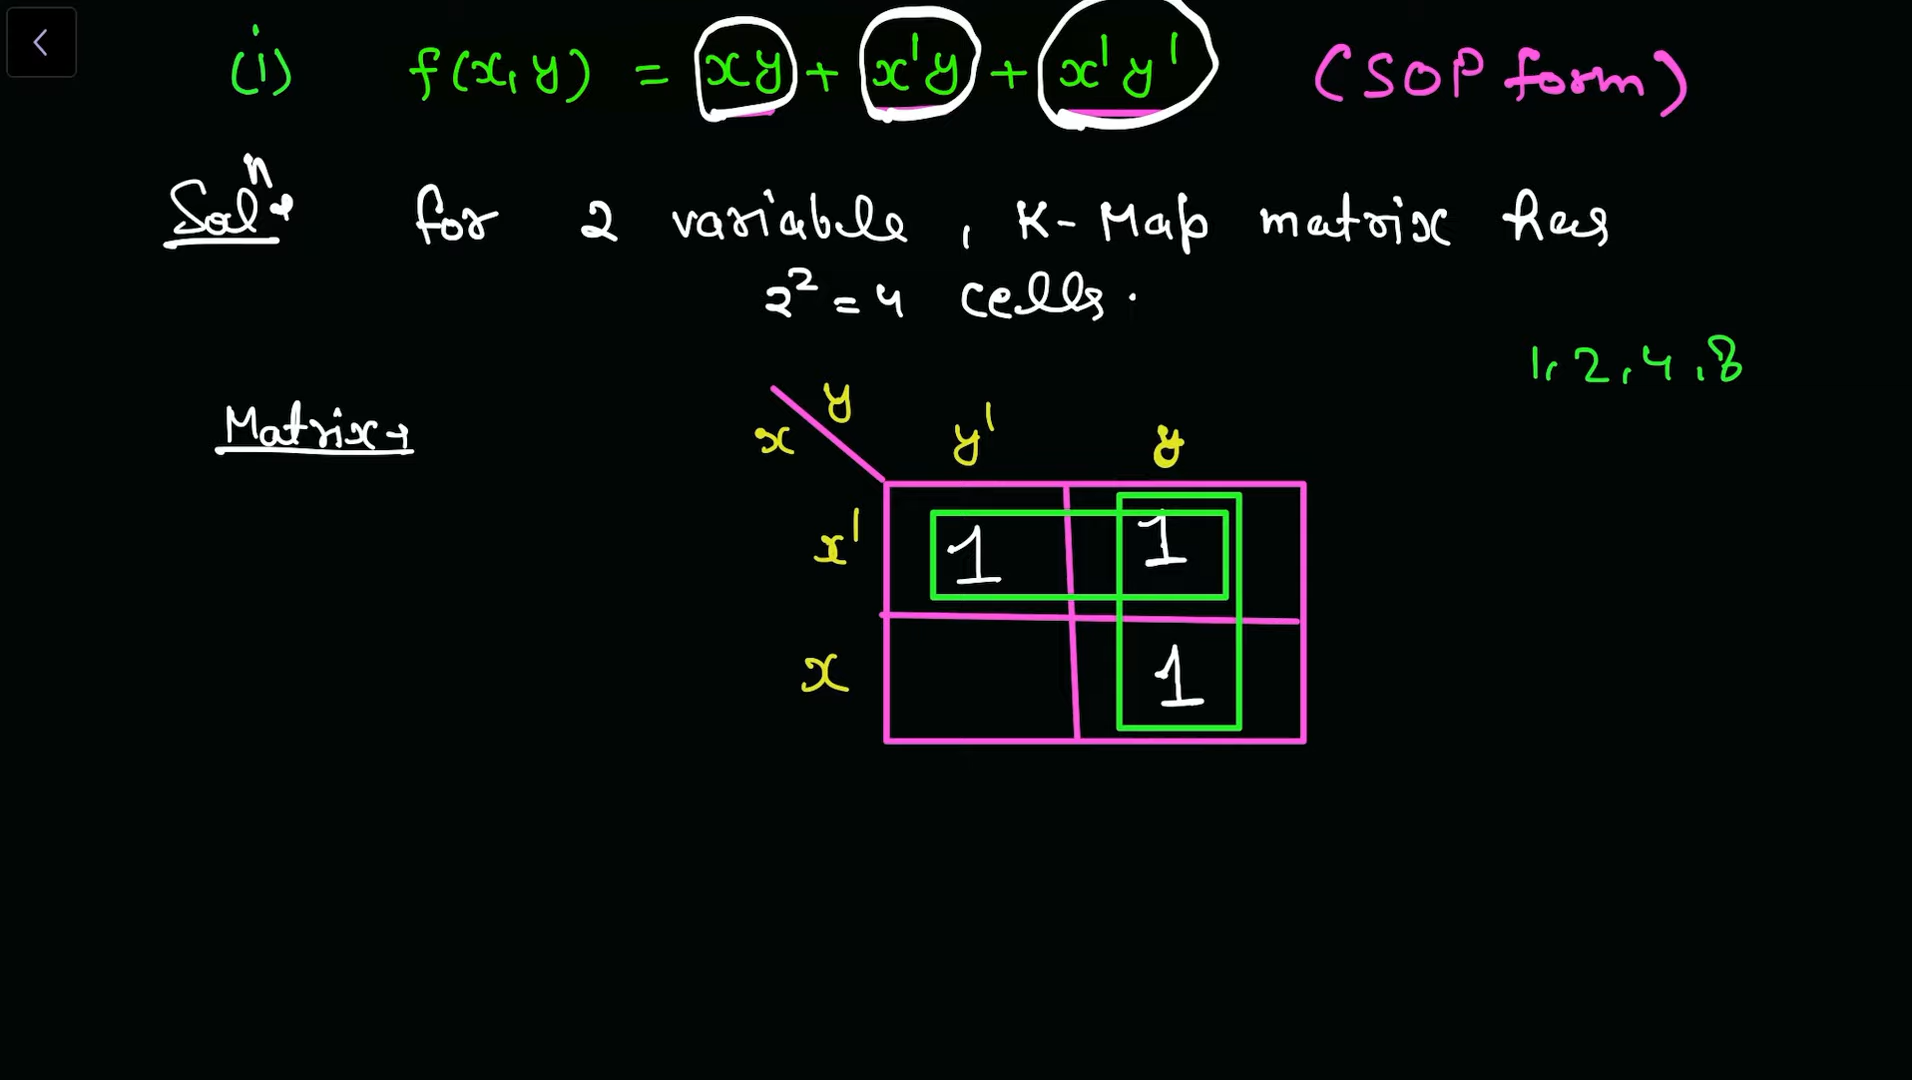 (i) f(x, y) = xy + x'y + x'y' (SOP form)
Solⁿ: for 2 variable, K-Map matrix has
2² = 4 cells.
1, 2, 4, 8
Matrix→
y
x y' y
x' 1 1
x 1